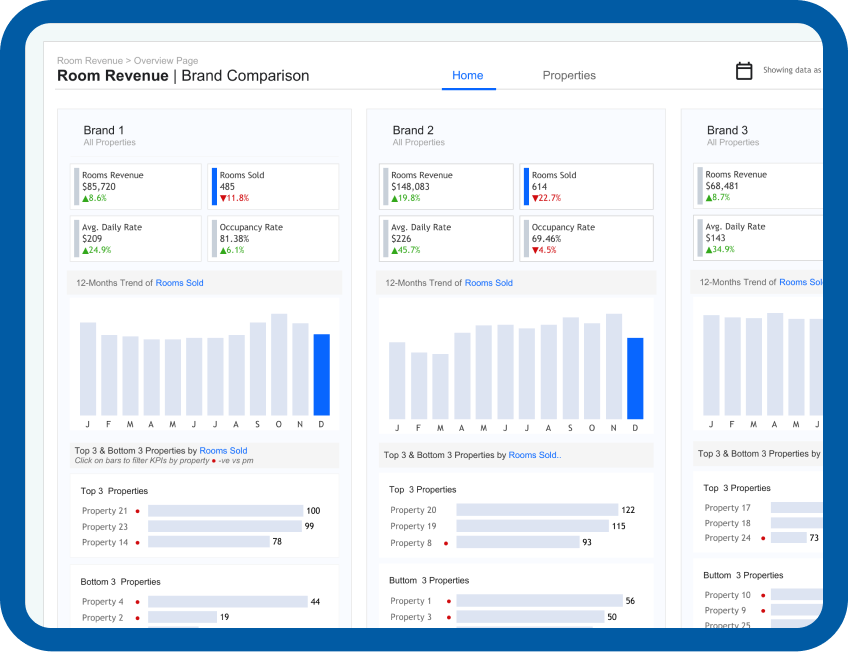 Room Revenue > Overview Page
Room Revenue | Brand Comparison
Home
Properties
Showing data as
Brand 1
All Properties
Rooms Revenue
$85,720
▲8.6%
Rooms Sold
485
▼11.8%
Avg. Daily Rate
$209
▲24.9%
Occupancy Rate
81.38%
▲6.1%
12-Months Trend of Rooms Sold
J F M A M J J A S O N D
Top 3 & Bottom 3 Properties by Rooms Sold
Click on bars to filter KPIs by property ● -ve vs pm
Top 3 Properties
Property 21 ● 100
Property 23 99
Property 14 ● 78
Bottom 3 Properties
Property 4 ● 44
Property 2 ● 19
Brand 2
All Properties
Rooms Revenue
$148,083
▲19.8%
Rooms Sold
614
▼22.7%
Avg. Daily Rate
$226
▲45.7%
Occupancy Rate
69.46%
▼4.5%
12-Months Trend of Rooms Sold
J F M A M J J A S O N D
Top 3 & Bottom 3 Properties by Rooms Sold..
Top 3 Properties
Property 20 122
Property 19 115
Property 8 ● 93
Buttom 3 Properties
Property 1 ● 56
Property 3 ● 50
Brand 3
All Properties
Rooms Revenue
$68,481
▲8.7%
Avg. Daily Rate
$143
▲34.9%
12-Months Trend of Rooms Sol
J F M A M J
Top 3 & Bottom 3 Properties by
Top 3 Properties
Property 17
Property 18
Property 24 ● 73
Buttom 3 Properties
Property 10 ●
Property 9 ●
Property 25